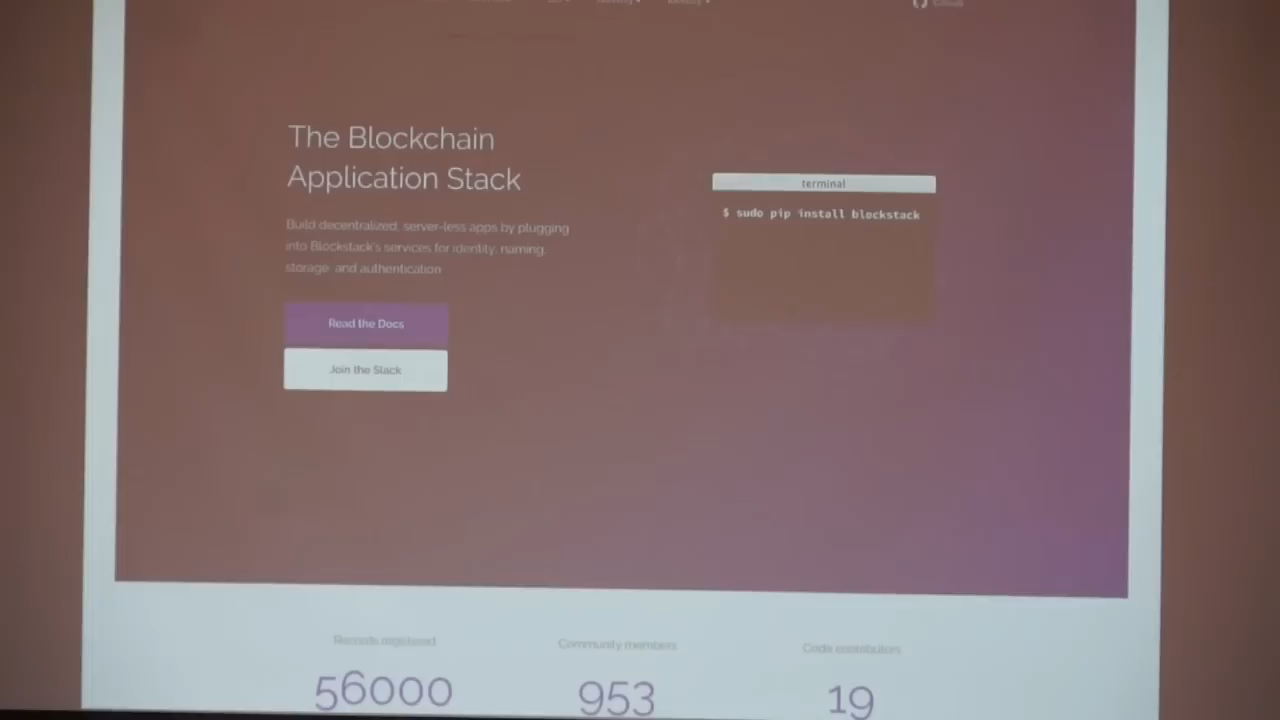 The Blockchain
Application Stack
terminal
$ sudo pip install blockstack
Build decentralized, server-less apps by plugging
into Blockstack's services for identity, naming,
storage and authentication
Read the Docs
Join the Slack
Records registered
Community members
Code contributors
56000
953
19